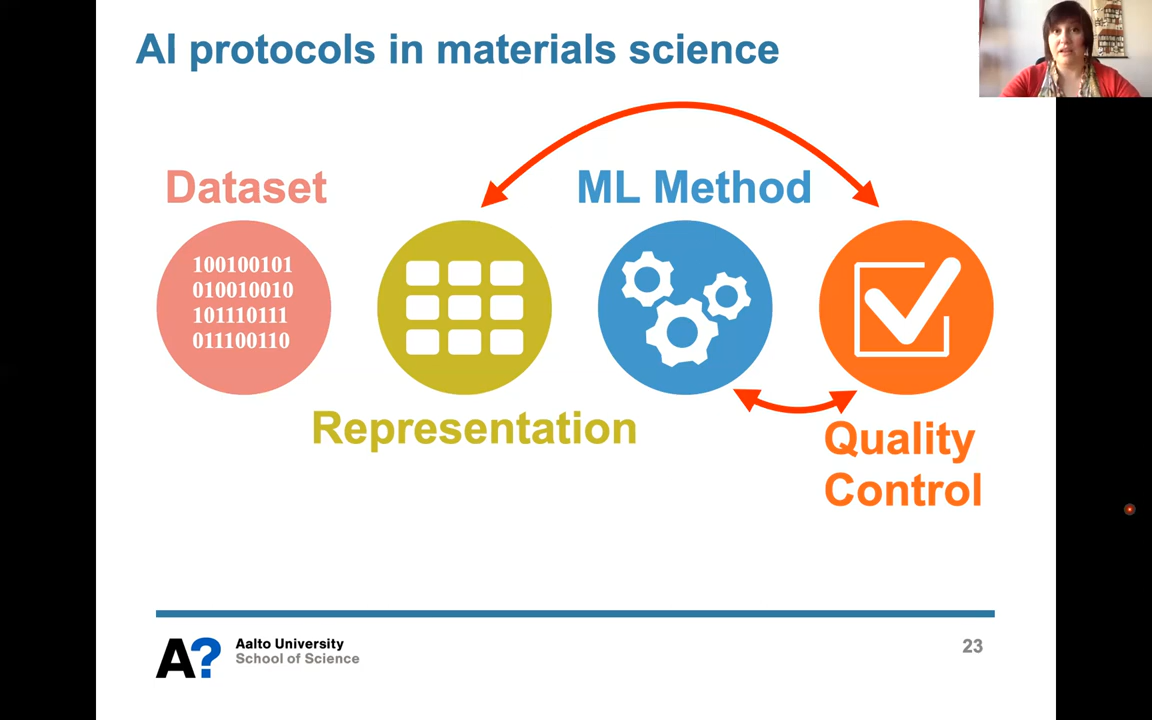 AI protocols in materials science
Dataset
ML Method
100100101
010010010
101110111
011100110
Representation
Quality
Control
A?
Aalto University
School of Science
23